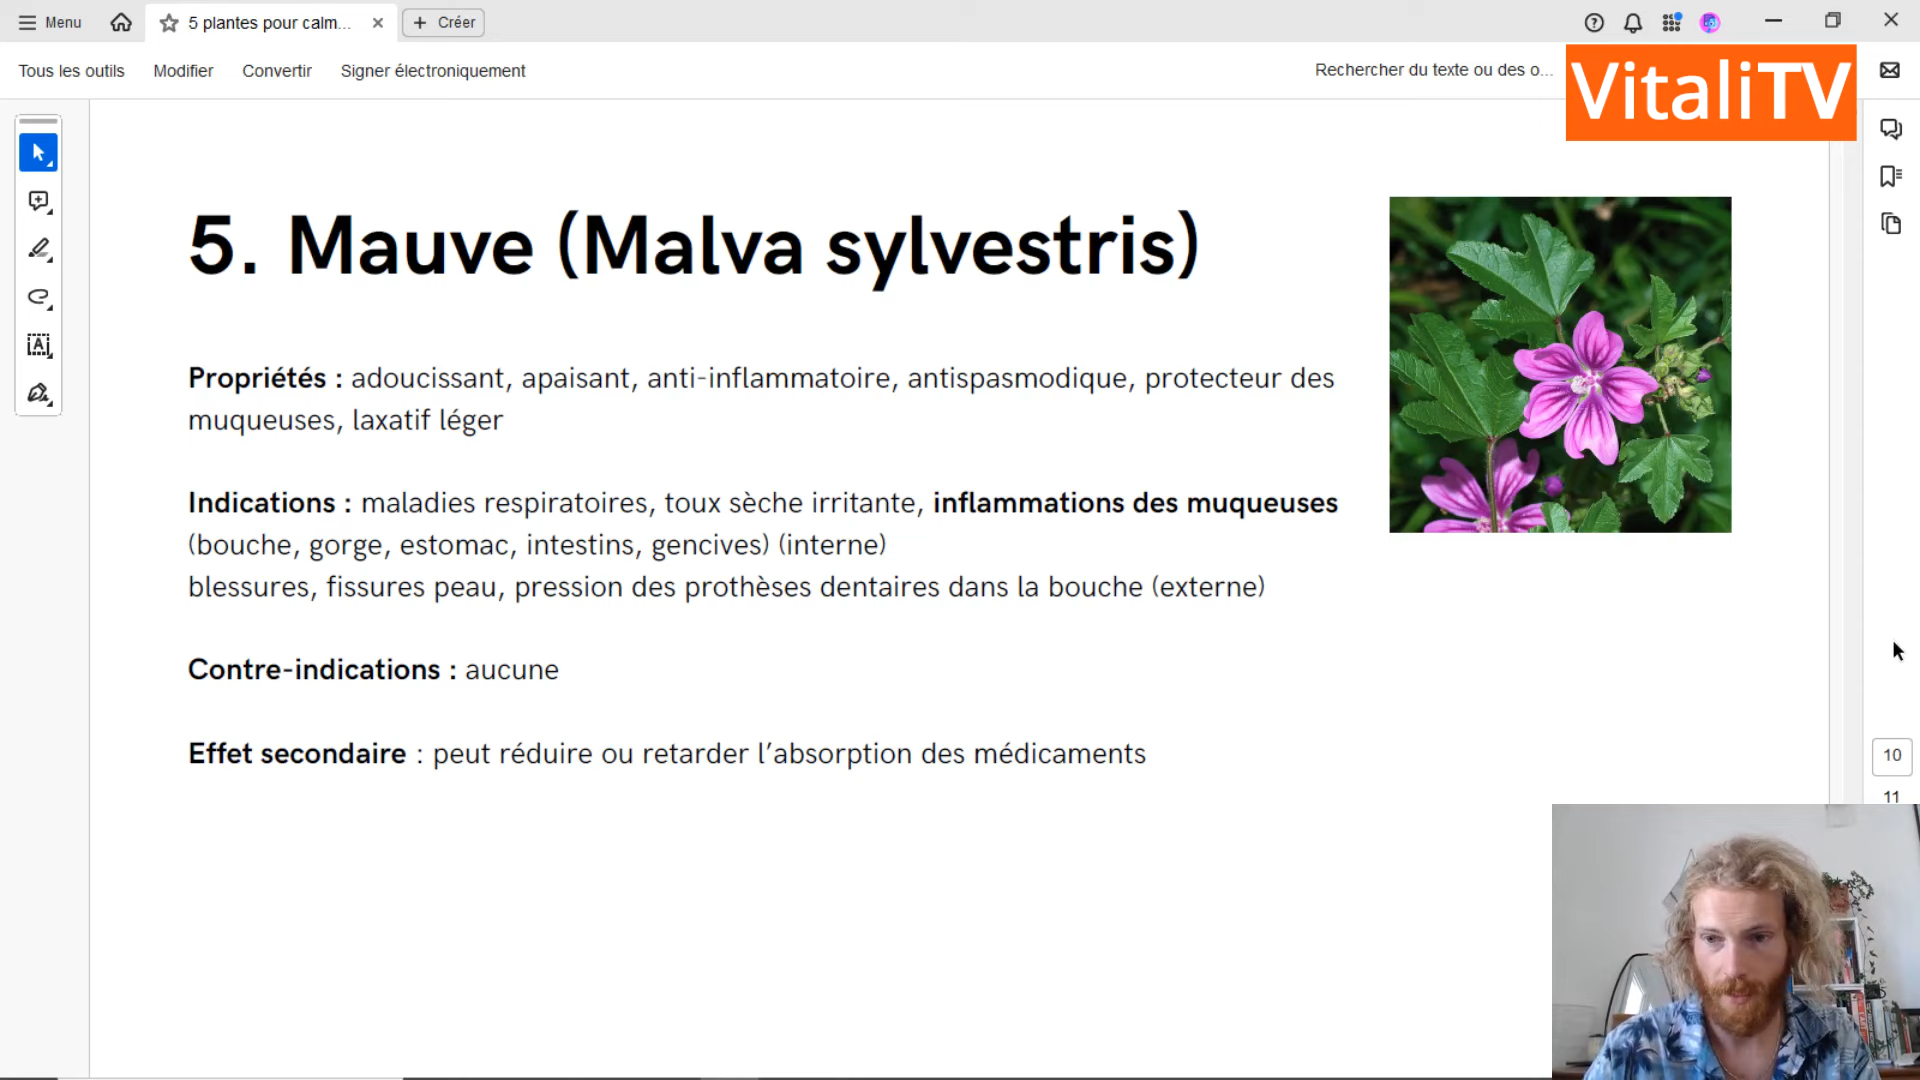 Menu
5 plantes pour calm...
Créer
Tous les outils
Modifier
Convertir
Signer électroniquement
Rechercher du texte ou des o...
VitaliTV
5. Mauve (Malva sylvestris)
Propriétés : adoucissant, apaisant, anti-inflammatoire, antispasmodique, protecteur des
muqueuses, laxatif léger
Indications : maladies respiratoires, toux sèche irritante, inflammations des muqueuses
(bouche, gorge, estomac, intestins, gencives) (interne)
blessures, fissures peau, pression des prothèses dentaires dans la bouche (externe)
Contre-indications : aucune
Effet secondaire : peut réduire ou retarder l’absorption des médicaments
10
11